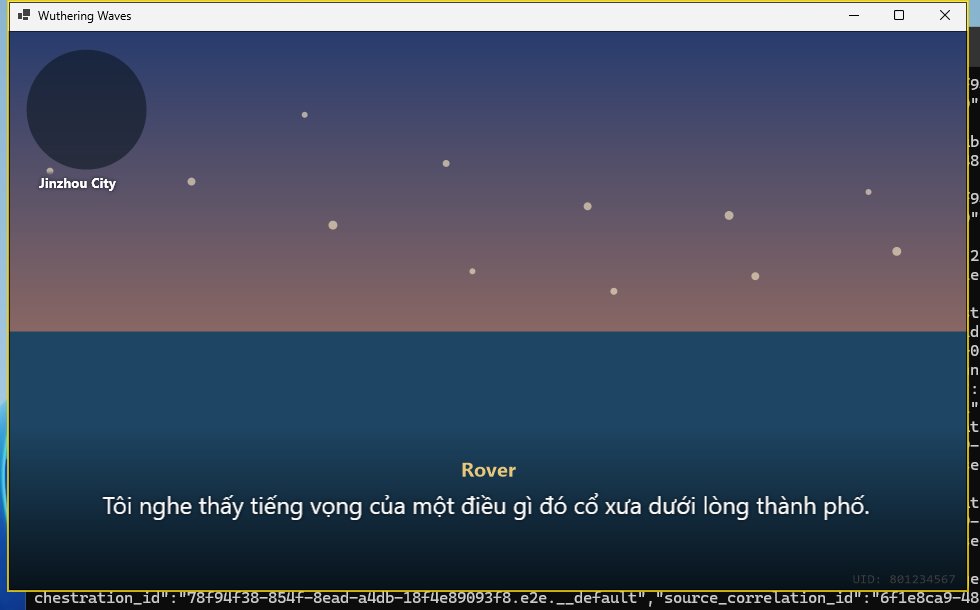 Wuthering Waves
Jinzhou City
Rover
Tôi nghe thấy tiếng vọng của một điều gì đó cổ xưa dưới lòng thành phố.
UID: 801234567
chestration_id":"78f94f38-854f-8ead-a4db-18f4e89093f8.e2e.__default","source_correlation_id":"6f1e8ca9-4